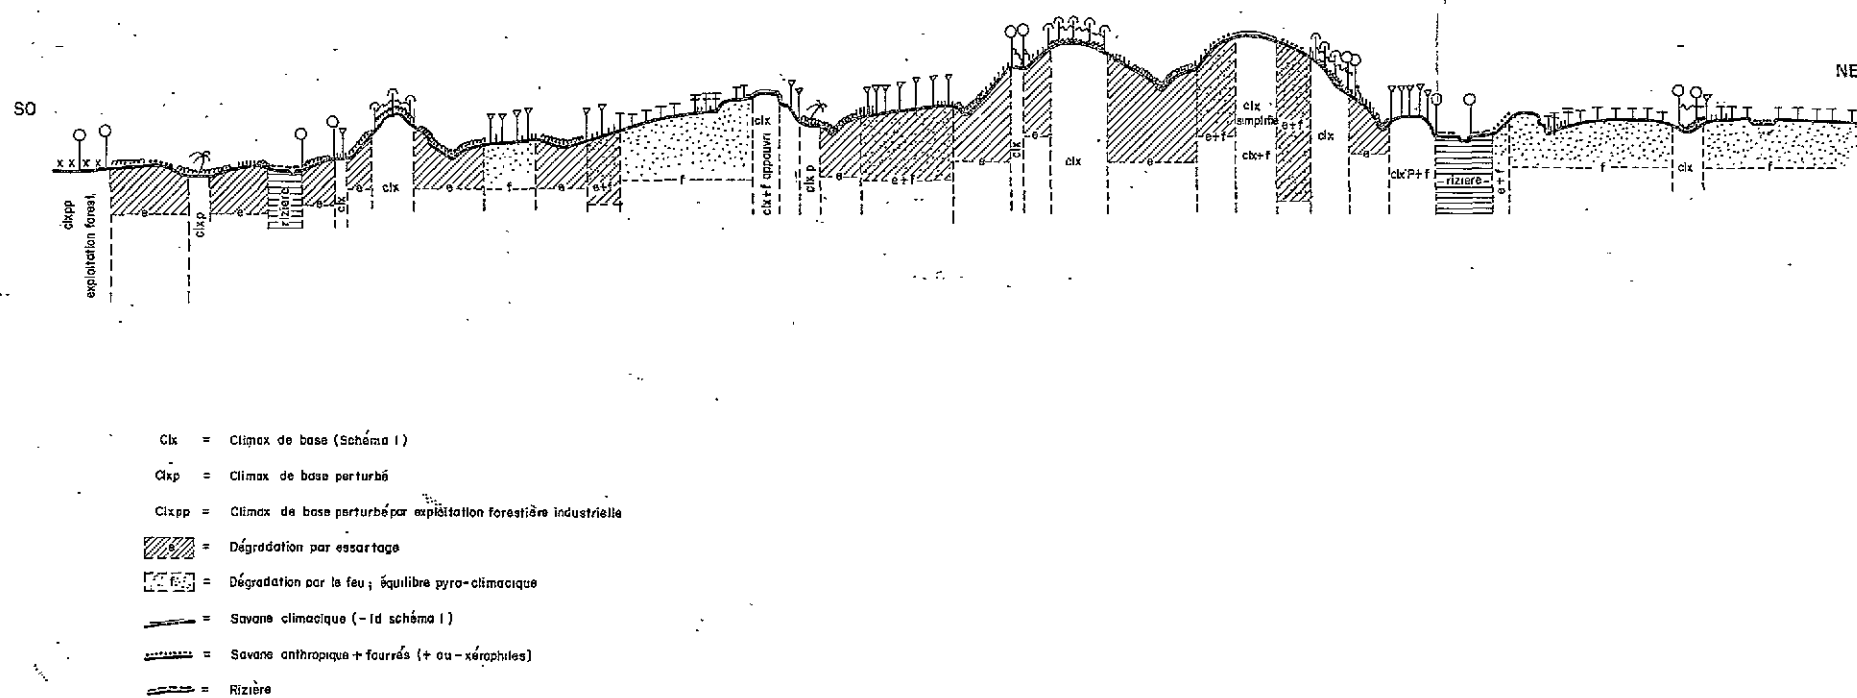 SO
NE
clxpp
exploitation forest.
e
clxp
e
rizière
e
clx
e
clx
e
f
e
e+f
f
clx
clx+f appauvri
clx p
e
e+f
e
clx
e
clx
e
e+f
clx simplifié
clx+f
e+f
clx
e
clx P+f
rizière
e+f
f
clx
f
Clx = Climax de base (Schéma I)
Clxp = Climax de base perturbé
Clxpp = Climax de base perturbé par exploitation forestière industrielle
e = Dégradation par essartage
f = Dégradation par le feu ; équilibre pyro-climacique
= Savane climacique (-Id schéma I)
= Savane anthropique + fourrés (+ ou - xérophiles)
= Rizière